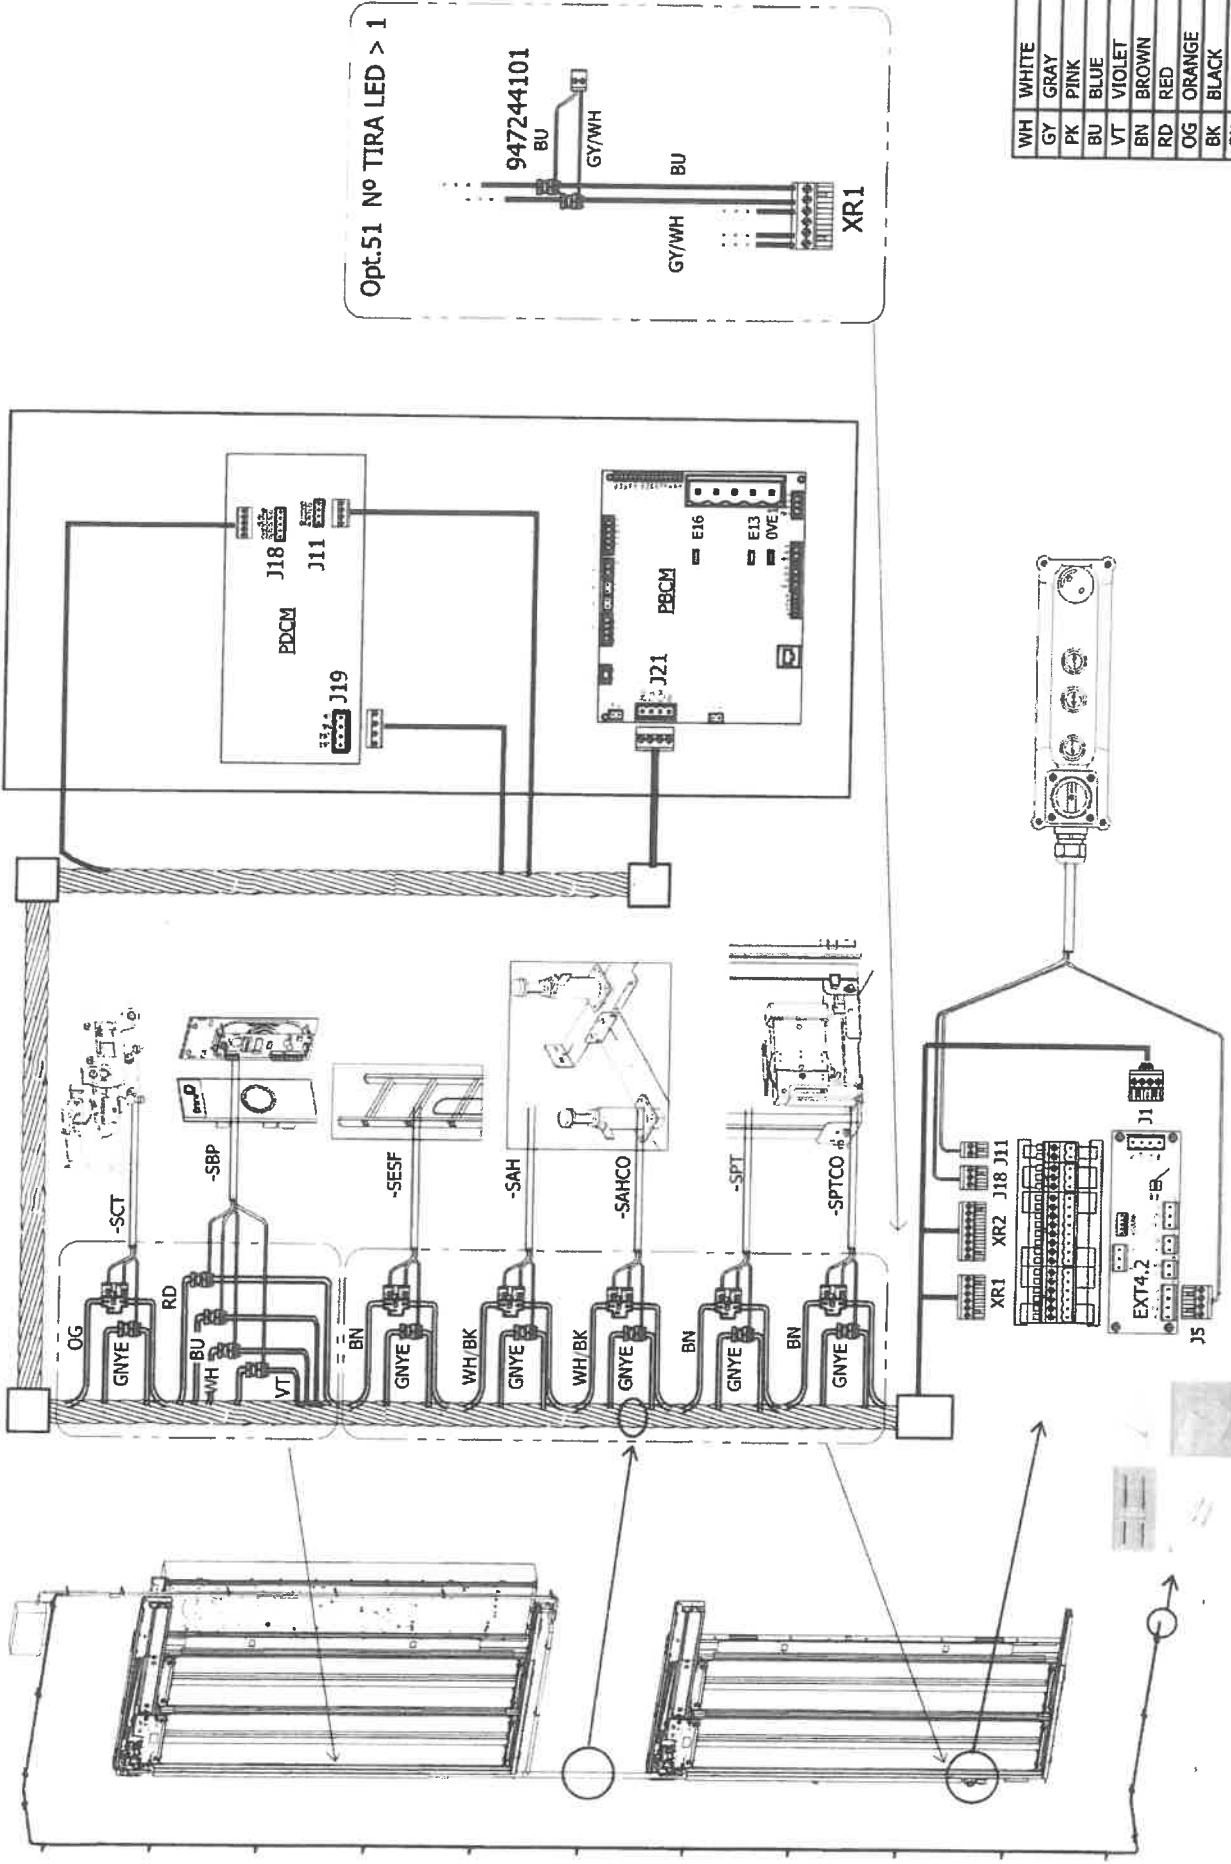 Opt.51 Nº TIRA LED > 1
947244101
BU
GY/WH
BU
GY/WH
XR1
WH WHITE
GY GRAY
PK PINK
BU BLUE
VT VIOLET
BN BROWN
RD RED
OG ORANGE
BK BLACK
J18
J11
PDCM
J19
E16
E13
OVE1
PBCM
J21
-SCT
-SBP
-SESF
-SAH
-SAHCO
-SPT
-SPTCO
OG
GNYE
RD
BU
WH
VT
BN
GNYE
WH/BK
GNYE
WH/BK
GNYE
BN
GNYE
BN
GNYE
XR1
XR2
J18
J11
J1
EXT4.2
J5